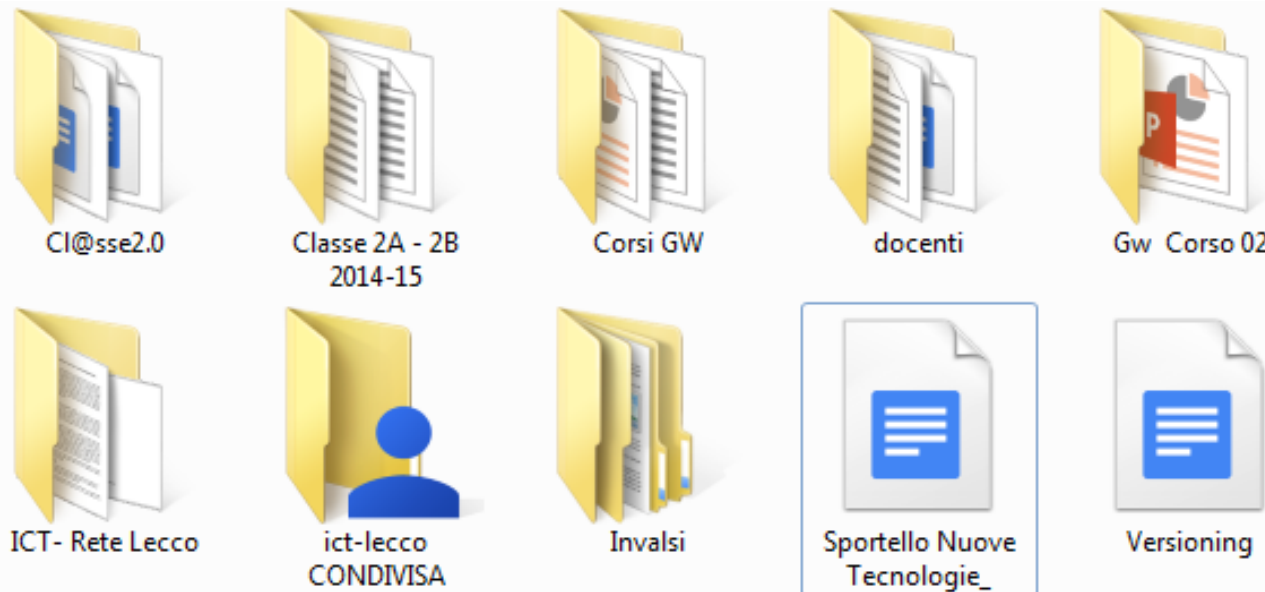 Cl@sse2.0
Classe 2A - 2B
2014-15
Corsi GW
docenti
Gw Corso 02
P
ICT- Rete Lecco
ict-lecco
CONDIVISA
Invalsi
Sportello Nuove
Tecnologie_
Versioning